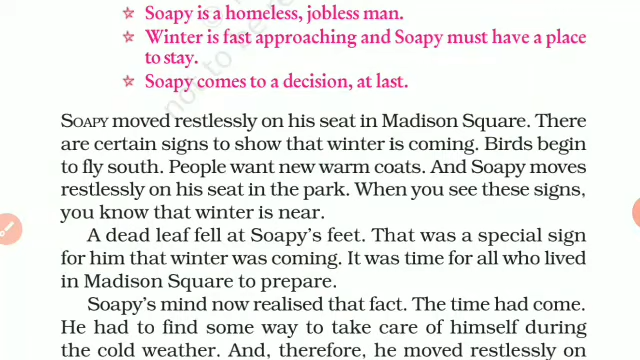 Soapy is a homeless, jobless man.
Winter is fast approaching and Soapy must have a place
to stay.
Soapy comes to a decision, at last.
SOAPY moved restlessly on his seat in Madison Square. There
are certain signs to show that winter is coming. Birds begin
to fly south. People want new warm coats. And Soapy moves
restlessly on his seat in the park. When you see these signs,
you know that winter is near.
A dead leaf fell at Soapy's feet. That was a special sign
for him that winter was coming. It was time for all who lived
in Madison Square to prepare.
Soapy's mind now realised that fact. The time had come.
He had to find some way to take care of himself during
the cold weather. And, therefore, he moved restlessly on